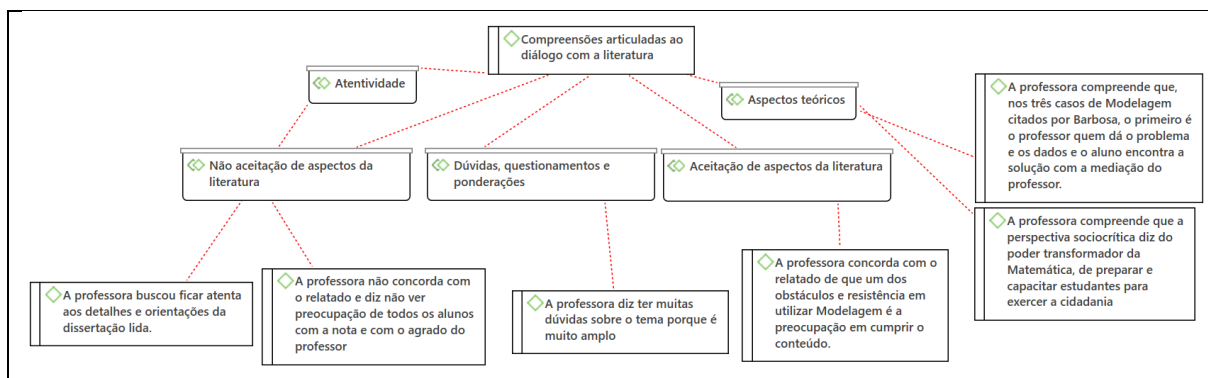 Compreensões articuladas ao
diálogo com a literatura
Atentividade
Aspectos teóricos
A professora compreende que,
nos três casos de Modelagem
citados por Barbosa, o primeiro é
o professor quem dá o problema
e os dados e o aluno encontra a
solução com a mediação do
professor.
Não aceitação de aspectos da
literatura
Dúvidas, questionamentos e
ponderações
Aceitação de aspectos da literatura
A professora compreende que a
perspectiva sociocrítica diz do
poder transformador da
Matemática, de preparar e
capacitar estudantes para
exercer a cidadania
A professora buscou ficar atenta
aos detalhes e orientações da
dissertação lida.
A professora não concorda com
o relatado e diz não ver
preocupação de todos os alunos
com a nota e com o agrado do
professor
A professora diz ter muitas
dúvidas sobre o tema porque é
muito amplo
A professora concorda com o
relatado de que um dos
obstáculos e resistência em
utilizar Modelagem é a
preocupação em cumprir o
conteúdo.